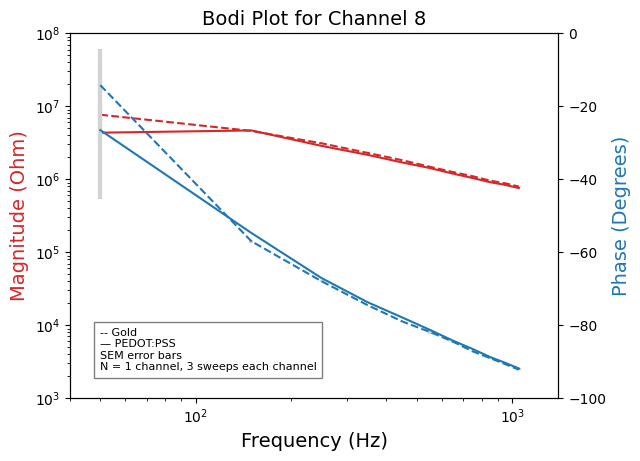 Bodi Plot for Channel 8
Magnitude (Ohm)
10^8
10^7
10^6
10^5
10^4
10^3
-- Gold
— PEDOT:PSS
SEM error bars
N = 1 channel, 3 sweeps each channel
10^2
10^3
Frequency (Hz)
0
−20
−40
−60
−80
−100
Phase (Degrees)